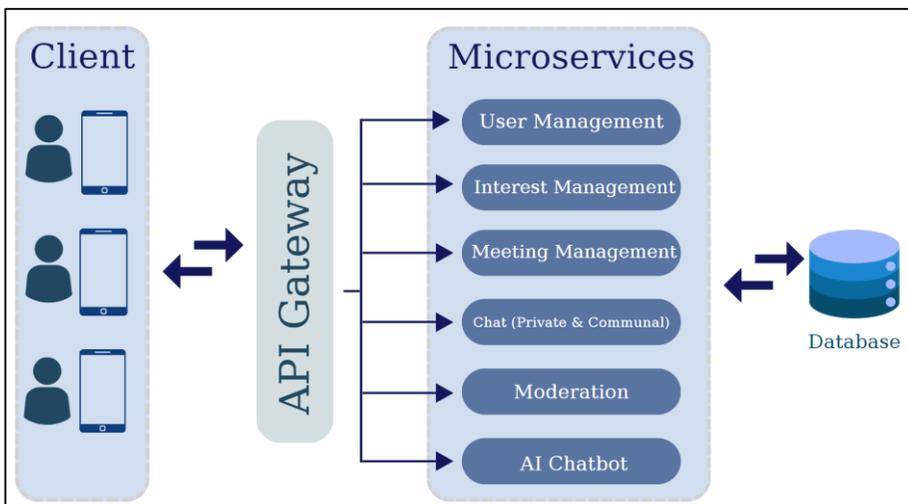 Client
API Gateway
Microservices
User Management
Interest Management
Meeting Management
Chat (Private & Communal)
Moderation
AI Chatbot
Database